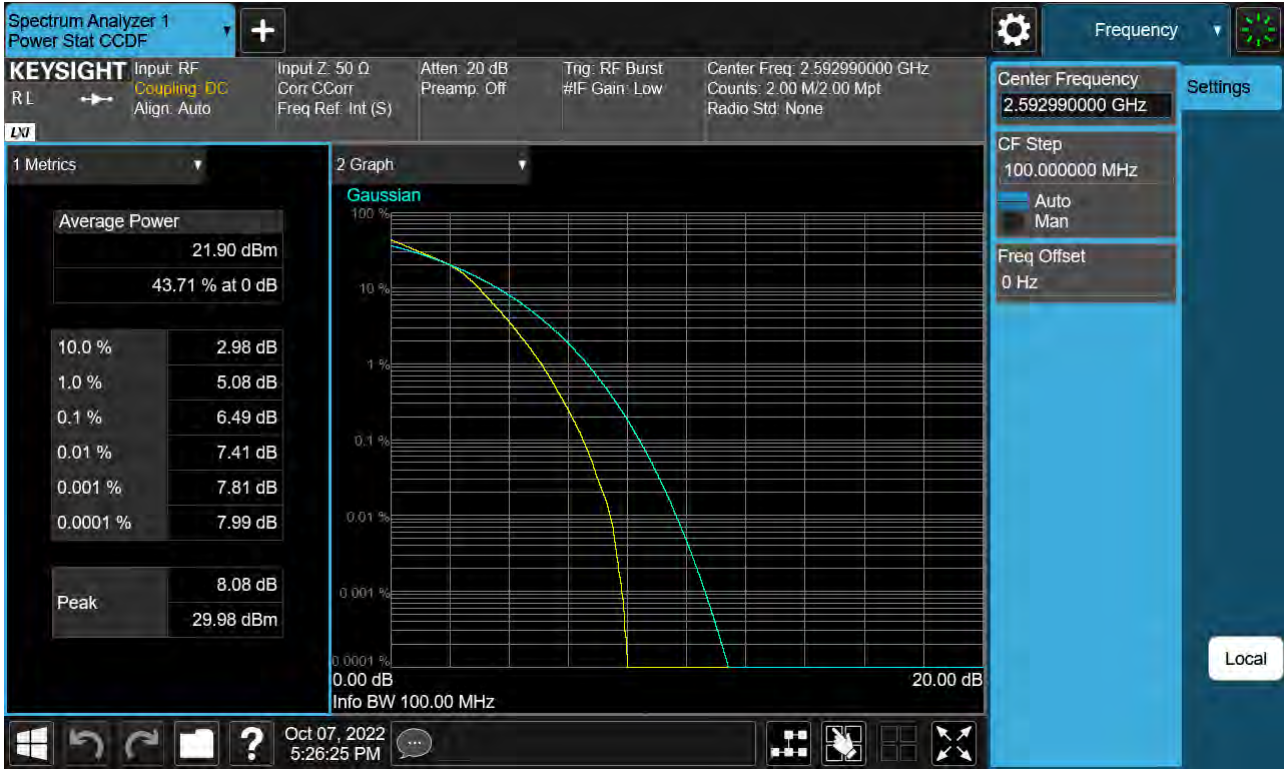 Spectrum Analyzer 1
Power Stat CCDF
Frequency
KEYSIGHT
R L
LXI
Input: RF
Coupling: DC
Align: Auto
Input Z: 50 Ω
Corr CCorr
Freq Ref: Int (S)
Atten: 20 dB
Preamp: Off
Trig: RF Burst
#IF Gain: Low
Center Freq: 2.592990000 GHz
Counts: 2.00 M/2.00 Mpt
Radio Std: None
Center Frequency
2.592990000 GHz
CF Step
100.000000 MHz
Auto
Man
Freq Offset
0 Hz
Settings
Local
1 Metrics
Average Power
21.90 dBm
43.71 % at 0 dB
10.0 % 2.98 dB
1.0 % 5.08 dB
0.1 % 6.49 dB
0.01 % 7.41 dB
0.001 % 7.81 dB
0.0001 % 7.99 dB
Peak
8.08 dB
29.98 dBm
2 Graph
Gaussian
100 %
10 %
1 %
0.1 %
0.01 %
0.001 %
0.0001 %
0.00 dB 20.00 dB
Info BW 100.00 MHz
?
Oct 07, 2022
5:26:25 PM